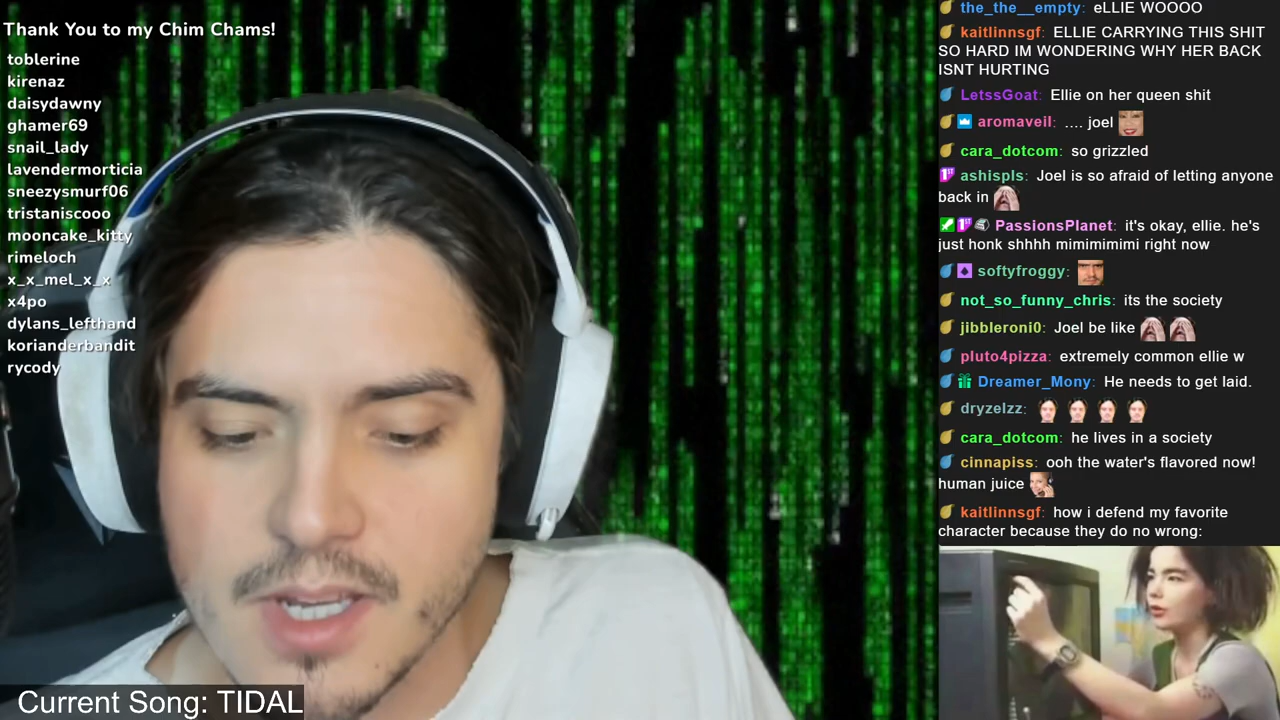 Thank You to my Chim Chams!
toblerine
kirenaz
daisydawny
ghamer69
snail_lady
lavendermorticia
sneezysmurf06
tristaniscooo
mooncake_kitty
rimeloch
x_x_mel_x_x
x4po
dylans_lefthand
korianderbandit
rycody
Current Song: TIDAL
the_the__empty: eLLIE WOOOO
kaitlinnsgf: ELLIE CARRYING THIS SHIT
SO HARD IM WONDERING WHY HER BACK
ISNT HURTING
LetssGoat: Ellie on her queen shit
aromaveil: .... joel
cara_dotcom: so grizzled
ashispls: Joel is so afraid of letting anyone
back in
PassionsPlanet: it's okay, ellie. he's
just honk shhhh mimimimimi right now
softyfroggy:
not_so_funny_chris: its the society
jibbleroni0: Joel be like
pluto4pizza: extremely common ellie w
Dreamer_Mony: He needs to get laid.
dryzelzz:
cara_dotcom: he lives in a society
cinnapiss: ooh the water's flavored now!
human juice
kaitlinnsgf: how i defend my favorite
character because they do no wrong: